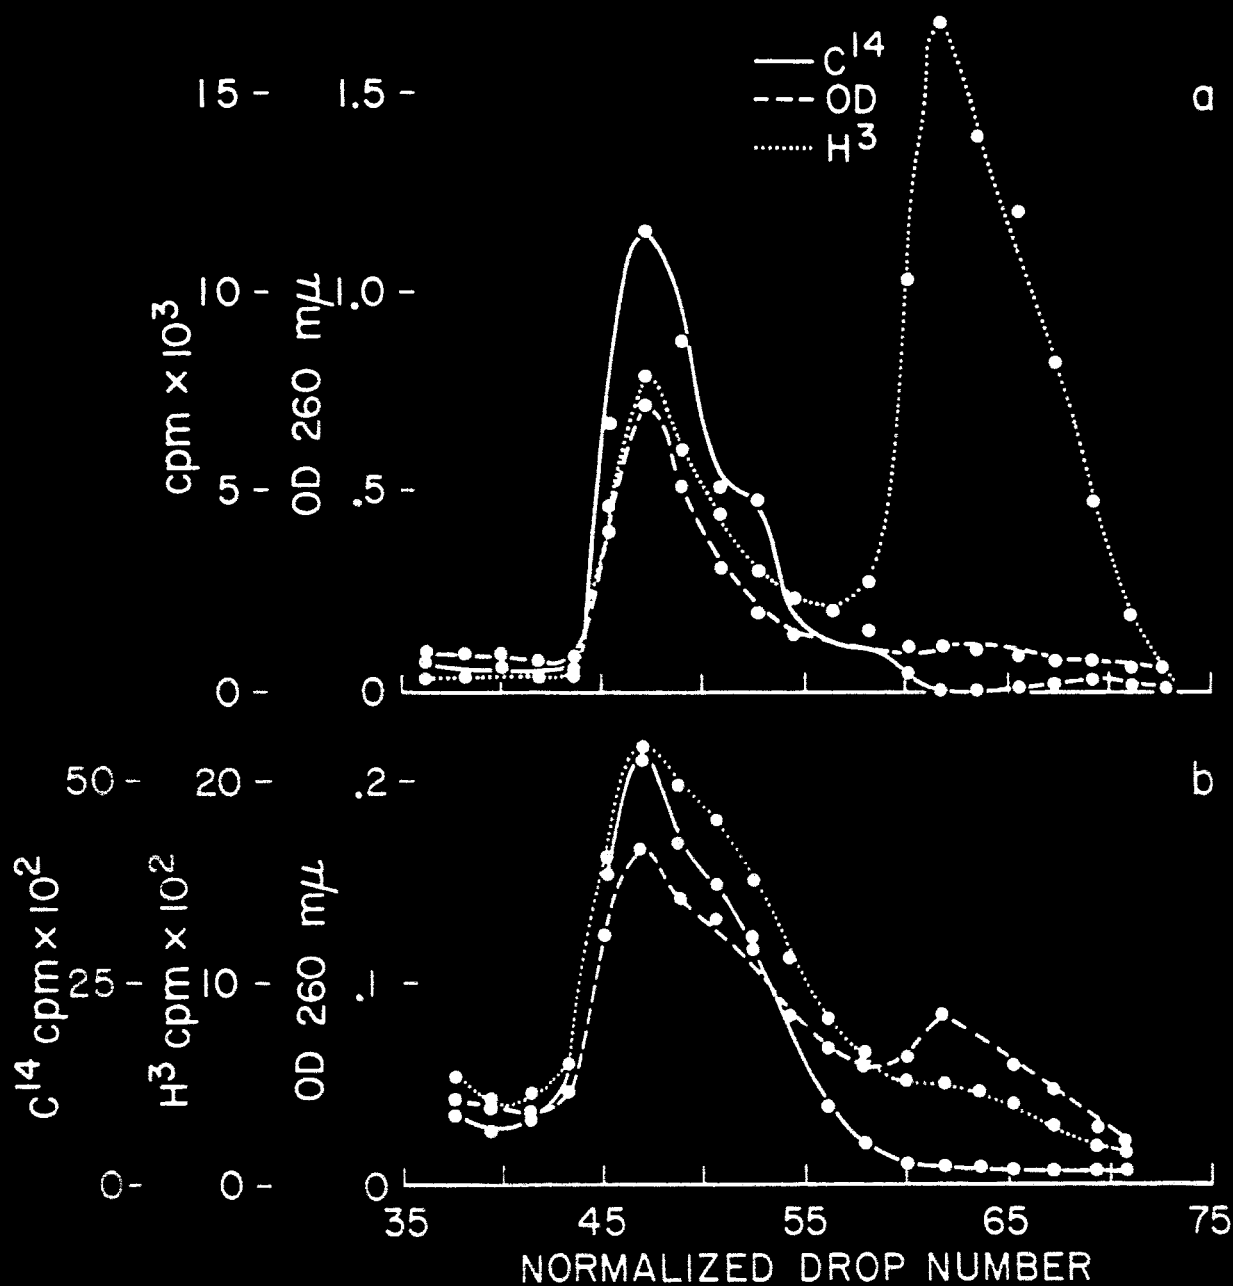 C¹⁴
OD
H³
a
15 - 1.5 -
10 - 1.0 -
5 - .5 -
0 - 0
cpm × 10³
OD 260 mμ
b
50 - 20 - .2 -
25 - 10 - .1 -
0 - 0 - 0
C¹⁴ cpm × 10²
H³ cpm × 10²
OD 260 mμ
35 45 55 65 75
NORMALIZED DROP NUMBER